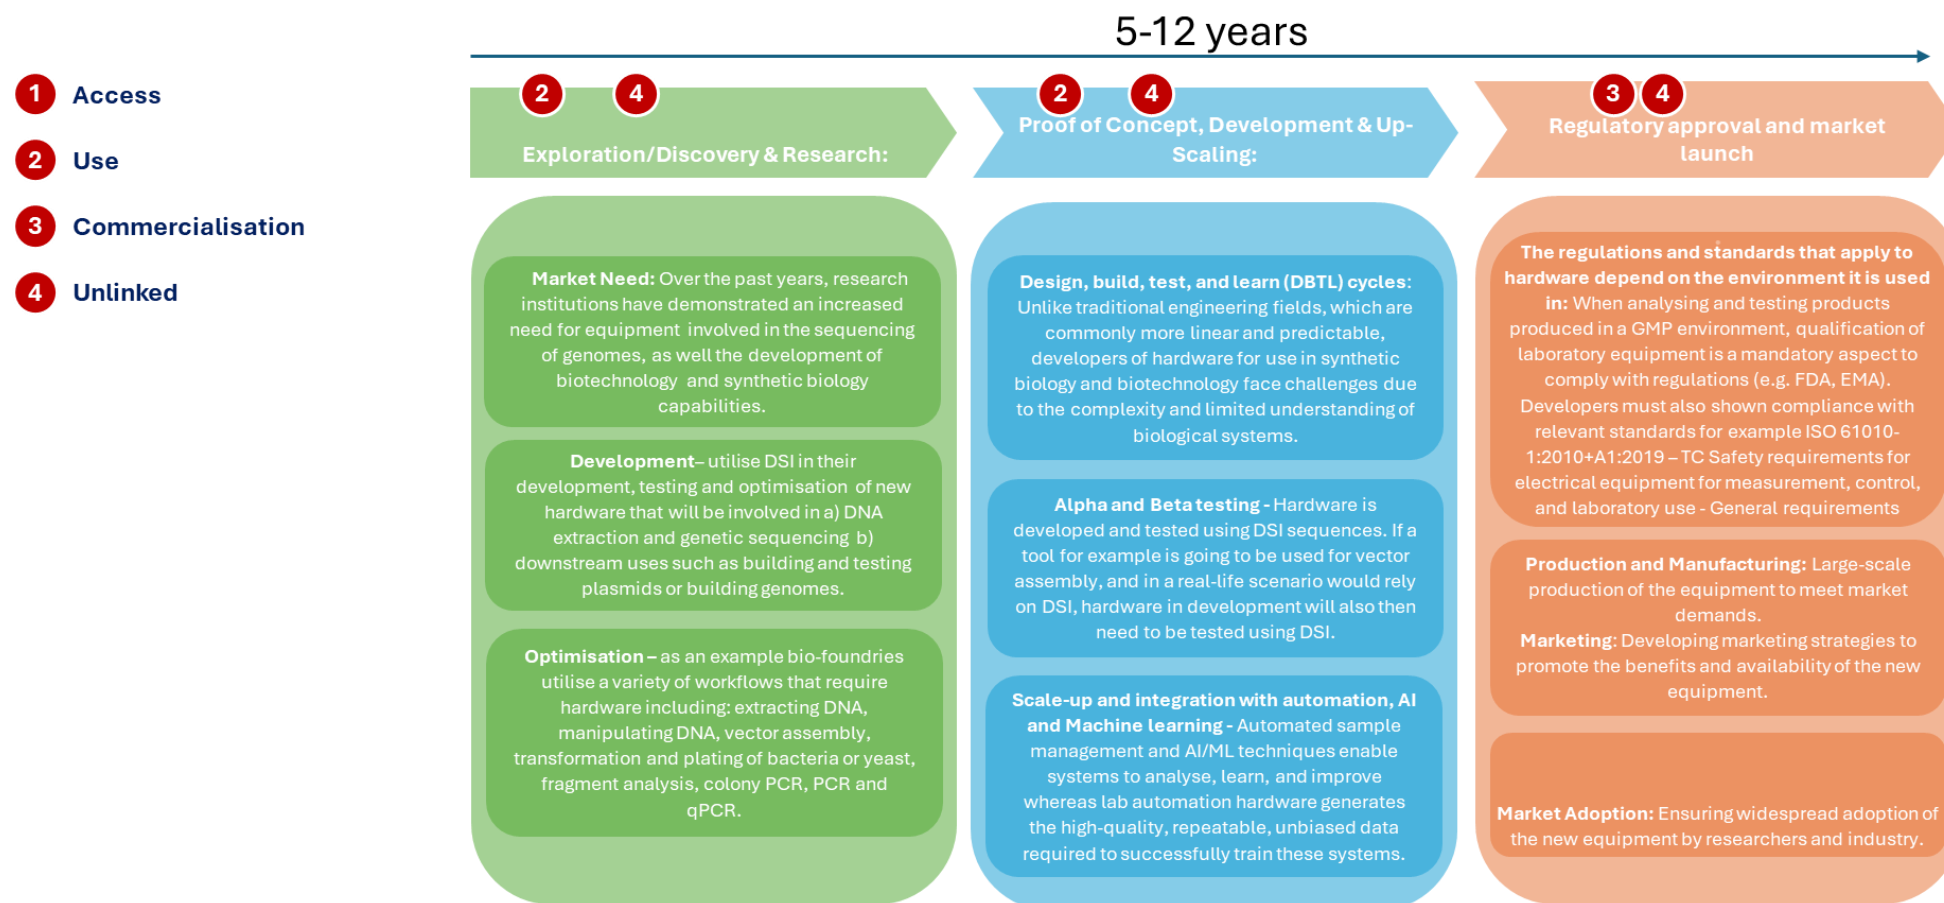 5-12 years
1 Access
2 Use
3 Commercialisation
4 Unlinked
2 4
Exploration/Discovery & Research:
Market Need: Over the past years, research
institutions have demonstrated an increased
need for equipment involved in the sequencing
of genomes, as well the development of
biotechnology and synthetic biology
capabilities.
Development– utilise DSI in their
development, testing and optimisation of new
hardware that will be involved in a) DNA
extraction and genetic sequencing b)
downstream uses such as building and testing
plasmids or building genomes.
Optimisation – as an example bio-foundries
utilise a variety of workflows that require
hardware including: extracting DNA,
manipulating DNA, vector assembly,
transformation and plating of bacteria or yeast,
fragment analysis, colony PCR, PCR and
qPCR.
2 4
Proof of Concept, Development & Up-
Scaling:
Design, build, test, and learn (DBTL) cycles:
Unlike traditional engineering fields, which are
commonly more linear and predictable,
developers of hardware for use in synthetic
biology and biotechnology face challenges due
to the complexity and limited understanding of
biological systems.
Alpha and Beta testing - Hardware is
developed and tested using DSI sequences. If a
tool for example is going to be used for vector
assembly, and in a real-life scenario would rely
on DSI, hardware in development will also then
need to be tested using DSI.
Scale-up and integration with automation, AI
and Machine learning - Automated sample
management and AI/ML techniques enable
systems to analyse, learn, and improve
whereas lab automation hardware generates
the high-quality, repeatable, unbiased data
required to successfully train these systems.
3 4
Regulatory approval and market
launch
The regulations and standards that apply to
hardware depend on the environment it is used
in: When analysing and testing products
produced in a GMP environment, qualification of
laboratory equipment is a mandatory aspect to
comply with regulations (e.g. FDA, EMA).
Developers must also shown compliance with
relevant standards for example ISO 61010-
1:2010+A1:2019 – TC Safety requirements for
electrical equipment for measurement, control,
and laboratory use - General requirements
Production and Manufacturing: Large-scale
production of the equipment to meet market
demands.
Marketing: Developing marketing strategies to
promote the benefits and availability of the new
equipment.
Market Adoption: Ensuring widespread adoption of
the new equipment by researchers and industry.